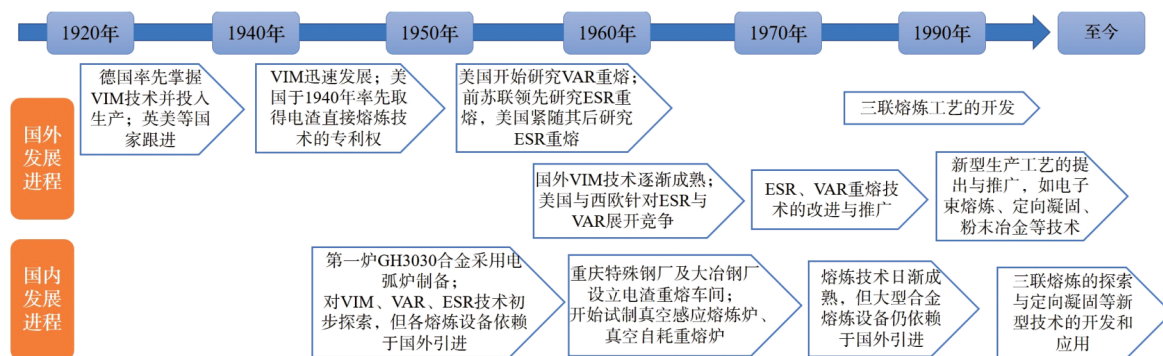 1920年
1940年
1950年
1960年
1970年
1990年
至今
国外
发展
进程
德国率先掌握
VIM技术并投入
生产；英美等国
家跟进
VIM迅速发展；美
国于1940年率先取
得电渣直接熔炼技
术的专利权
美国开始研究VAR重熔；
前苏联领先研究ESR重
熔，美国紧随其后研究
ESR重熔
三联熔炼工艺的开发
国外VIM技术逐渐成熟；
美国与西欧针对ESR与
VAR展开竞争
ESR、VAR重熔技
术的改进与推广
新型生产工艺的提
出与推广，如电子
束熔炼、定向凝固、
粉末冶金等技术
国内
发展
进程
第一炉GH3030合金采用电
弧炉制备；
对VIM、VAR、ESR技术初
步探索，但各熔炼设备依赖
于国外引进
重庆特殊钢厂及大冶钢厂
设立电渣重熔车间；
开始试制真空感应熔炼炉、
真空自耗重熔炉
熔炼技术日渐成
熟，但大型合金
熔炼设备仍依赖
于国外引进
三联熔炼的探索
与定向凝固等新
型技术的开发和
应用